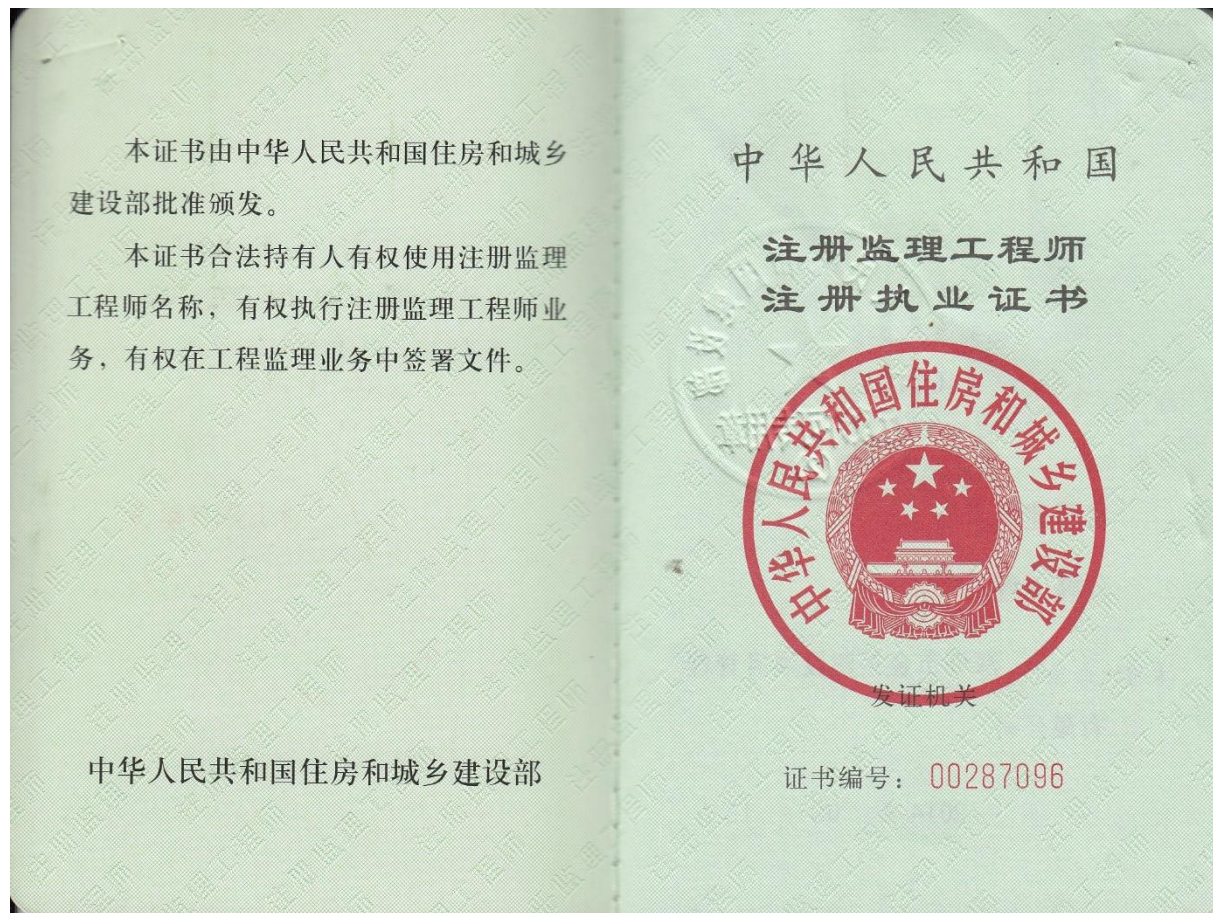 本证书由中华人民共和国住房和城乡
建设部批准颁发。
本证书合法持有人有权使用注册监理
工程师名称，有权执行注册监理工程师业
务，有权在工程监理业务中签署文件。
中华人民共和国住房和城乡建设部
中华人民共和国
注册监理工程师
注册执业证书
中华人民共和国住房和城乡建设部
发证机关
证书编号：00287096